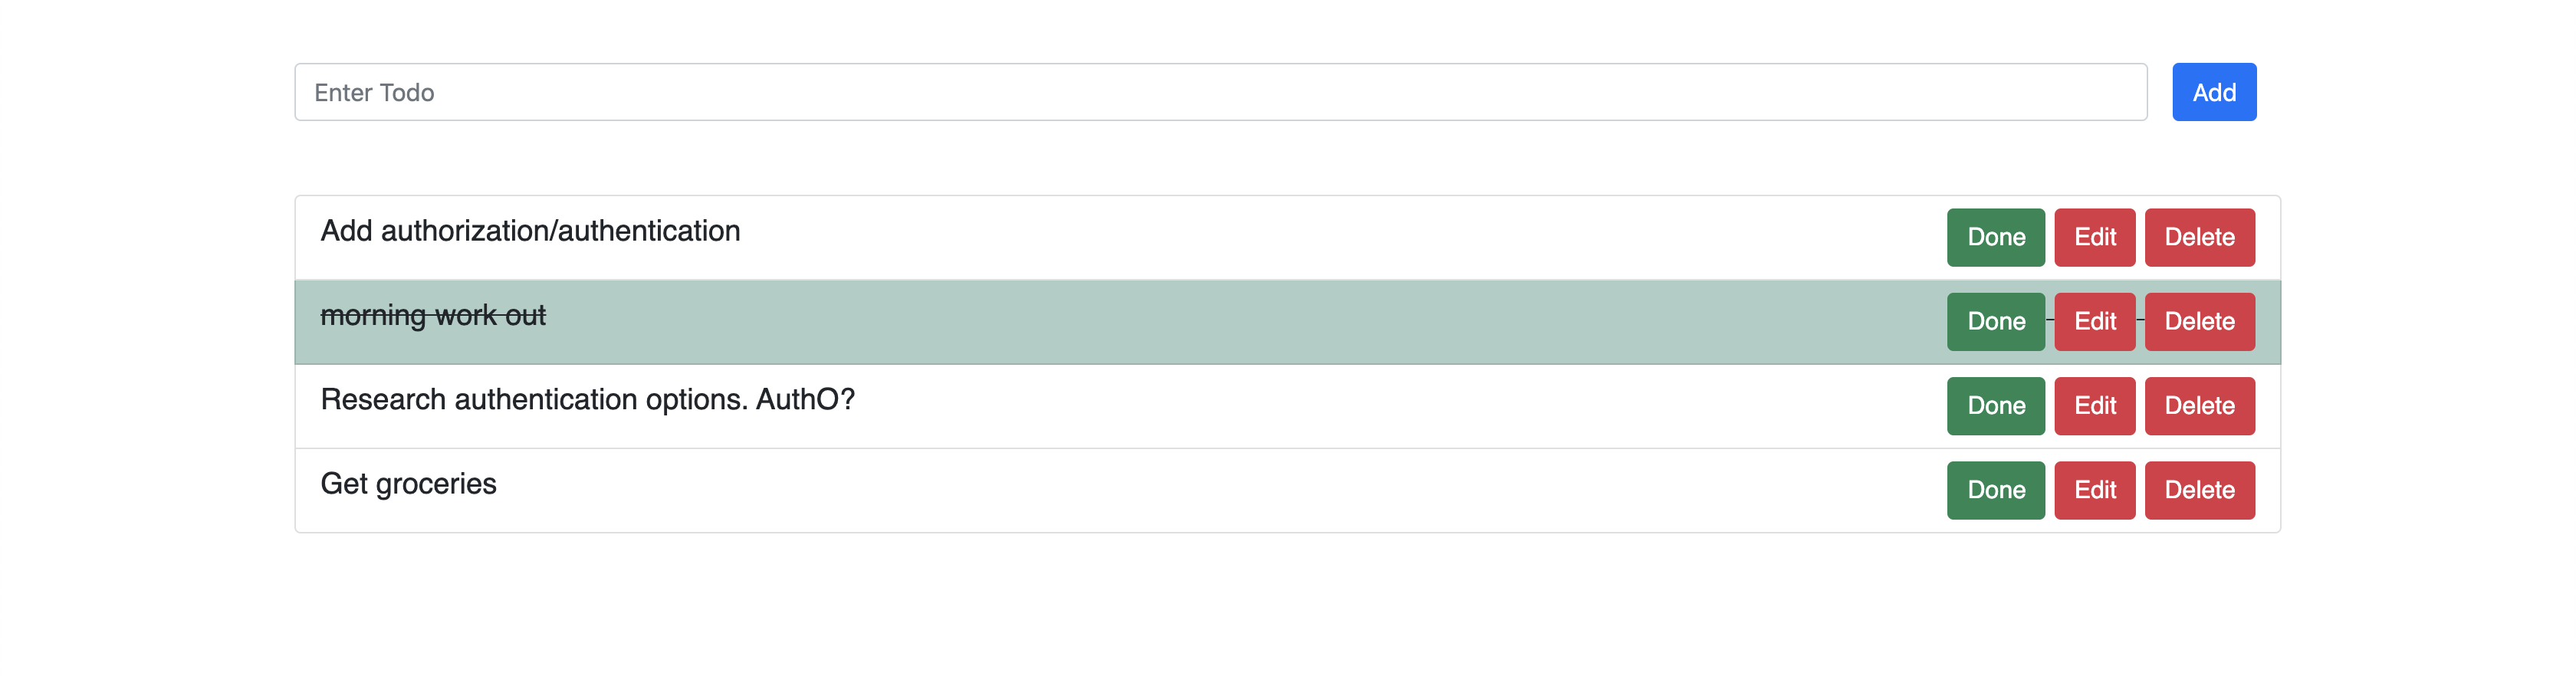 Enter Todo Add
Add authorization/authentication Done Edit Delete
morning work out Done Edit Delete
Research authentication options. AuthO? Done Edit Delete
Get groceries Done Edit Delete